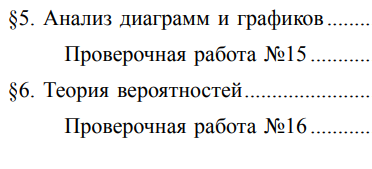 §5. Анализ диаграмм и графиков........
Проверочная работа №15...........
§6. Теория вероятностей.....................
Проверочная работа №16...........